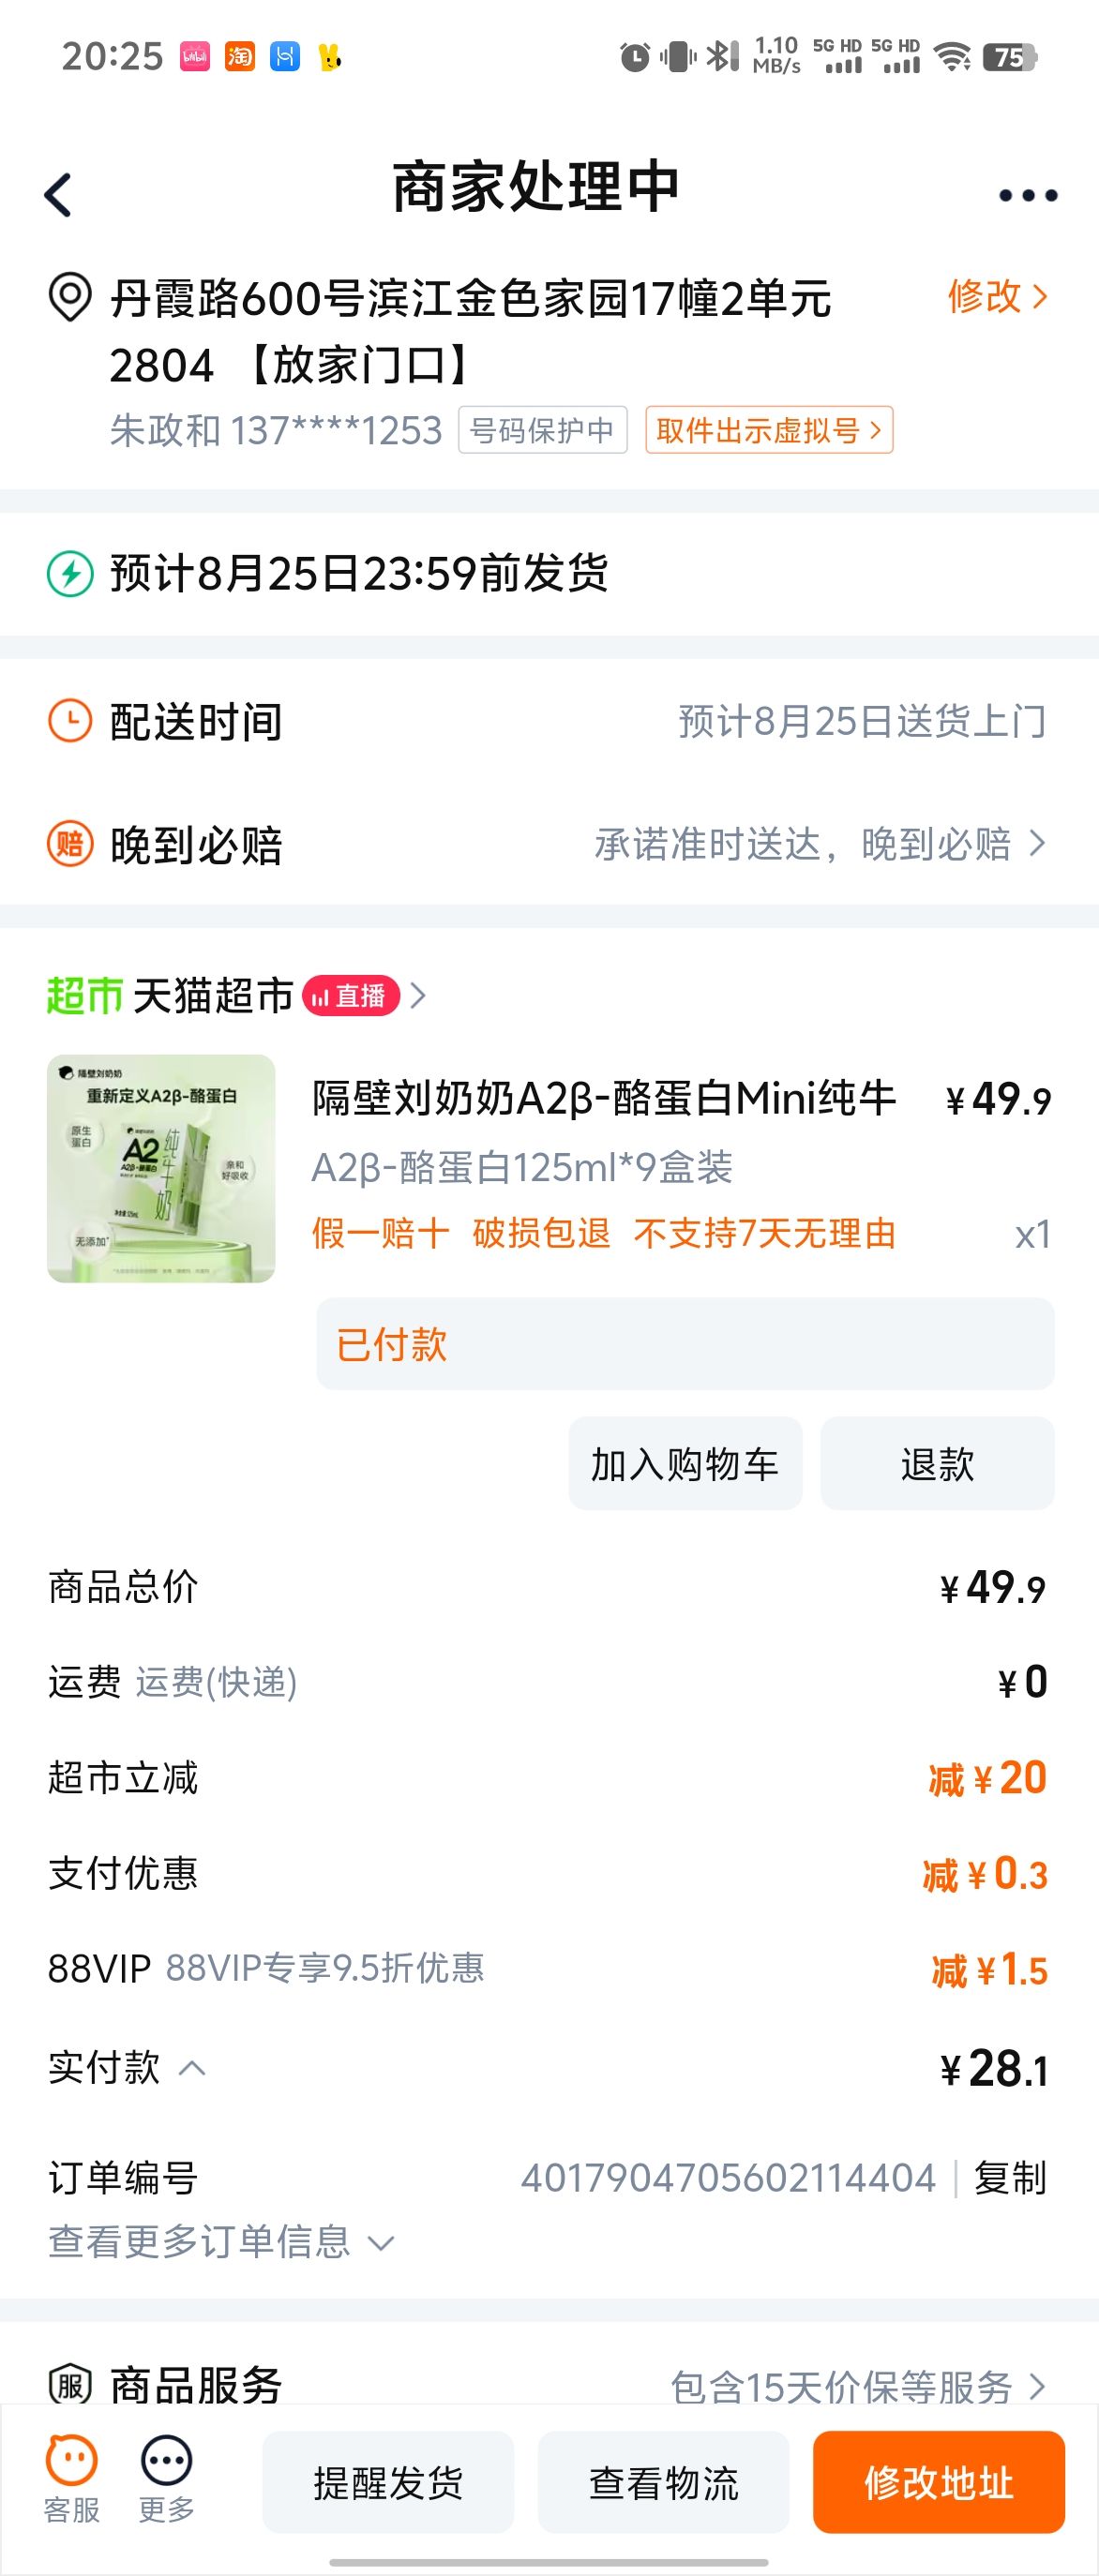 20:25
1.10 MB/s 5G HD 5G HD 75
商家处理中
丹霞路600号滨江金色家园17幢2单元
修改
2804 【放家门口】
朱政和 137****1253 号码保护中 取件出示虚拟号
预计8月25日23:59前发货
配送时间 预计8月25日送货上门
赔 晚到必赔 承诺准时送达，晚到必赔
超市 天猫超市 直播
隔壁刘奶奶
重新定义A2β-酪蛋白
原生
蛋白
A2
A2β-酪蛋白
纯牛奶
亲和
好吸收
无添加
隔壁刘奶奶A2β-酪蛋白Mini纯牛 ¥49.9
A2β-酪蛋白125ml*9盒装
假一赔十 破损包退 不支持7天无理由 x1
已付款
加入购物车 退款
商品总价 ¥49.9
运费 运费(快递) ¥0
超市立减 减¥20
支付优惠 减¥0.3
88VIP 88VIP专享9.5折优惠 减¥1.5
实付款 ¥28.1
订单编号 4017904705602114404 | 复制
查看更多订单信息
服 商品服务 包含15天价保等服务
客服 更多 提醒发货 查看物流 修改地址